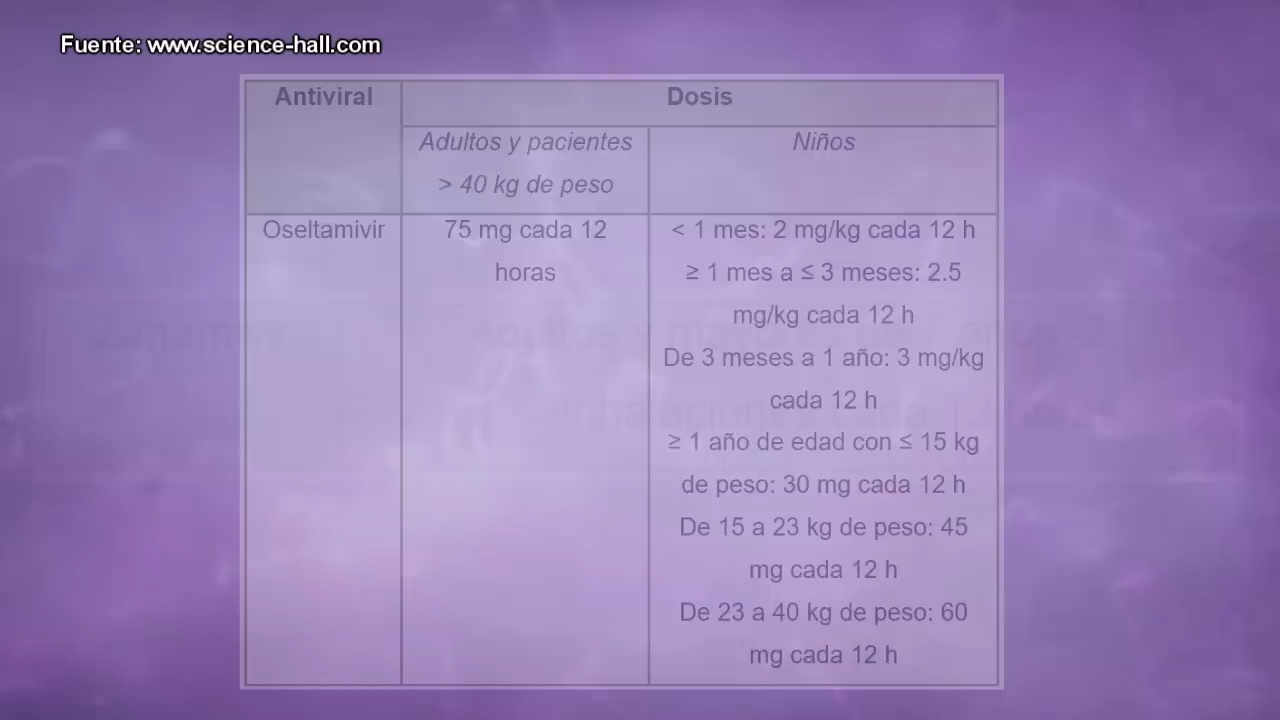 Fuente: www.science-hall.com
Antiviral
Dosis
Adultos y pacientes
> 40 kg de peso
Niños
Oseltamivir
75 mg cada 12
horas
< 1 mes: 2 mg/kg cada 12 h
≥ 1 mes a ≤ 3 meses: 2.5
mg/kg cada 12 h
De 3 meses a 1 año: 3 mg/kg
cada 12 h
≥ 1 año de edad con ≤ 15 kg
de peso: 30 mg cada 12 h
De 15 a 23 kg de peso: 45
mg cada 12 h
De 23 a 40 kg de peso: 60
mg cada 12 h
Adultos y